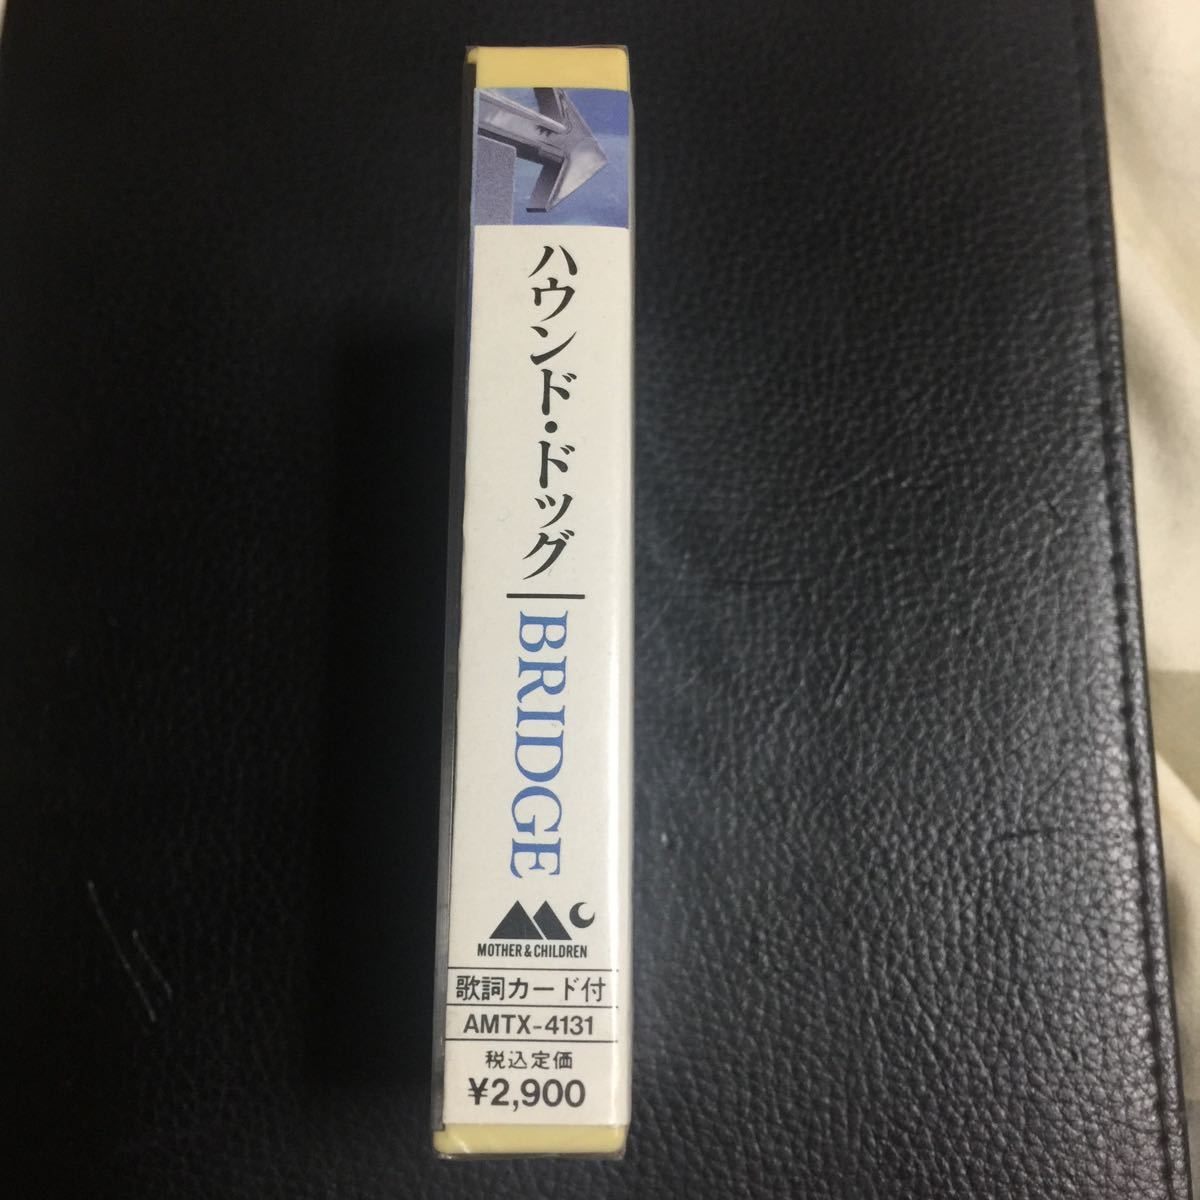 ハウンド・ドッグ
BRIDGE
MOTHER & CHILDREN
歌詞カード付
AMTX-4131
税込定価
¥2,900